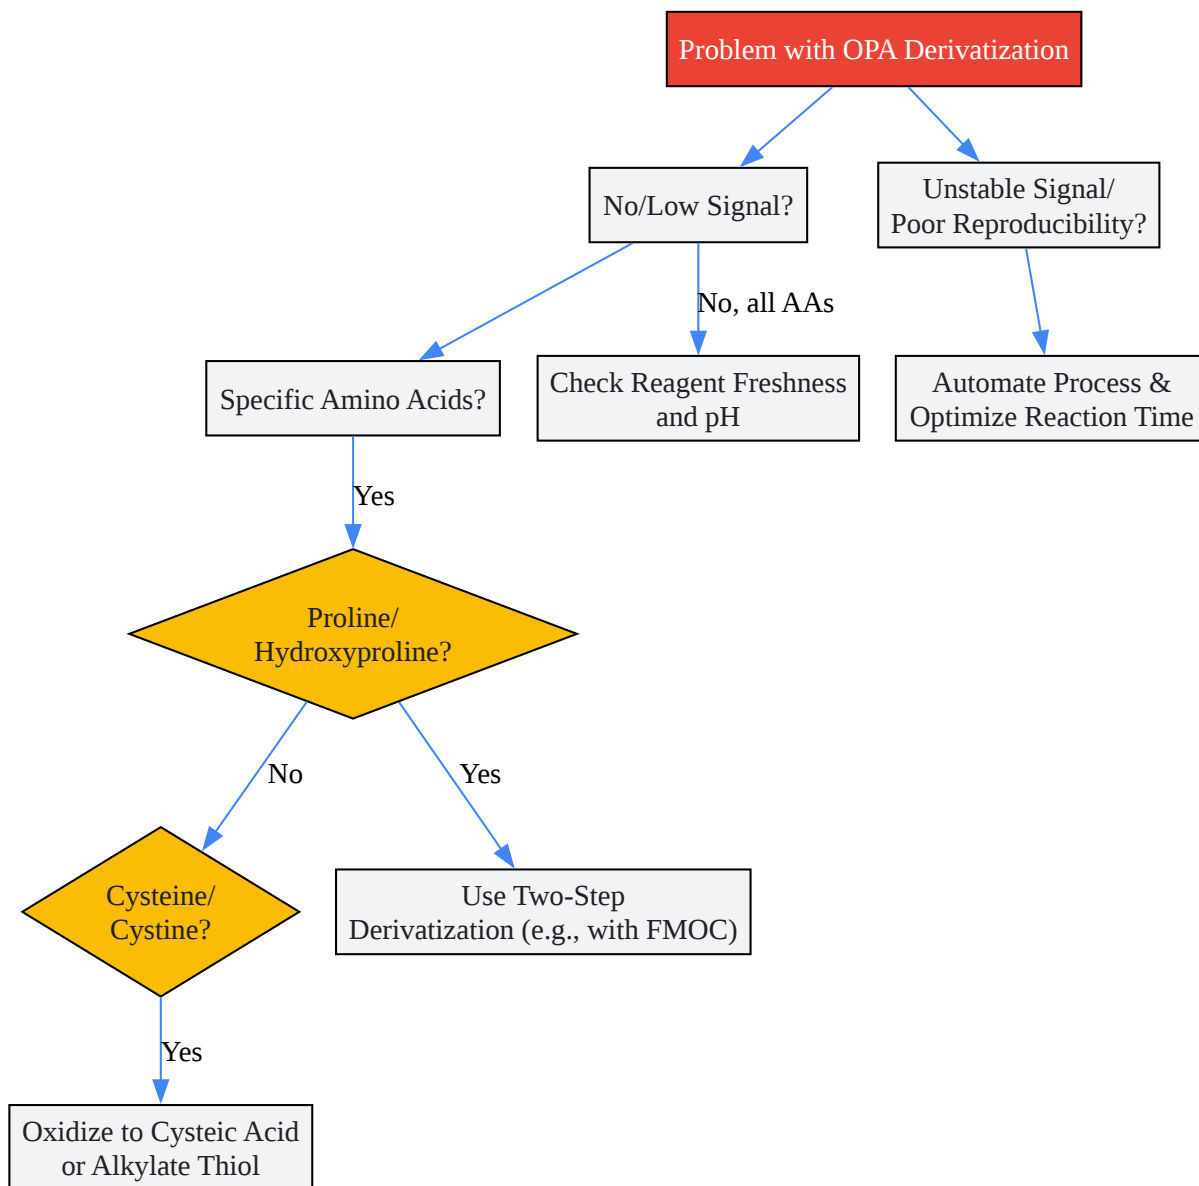 Problem with OPA Derivatization
No/Low Signal?
Unstable Signal/
Poor Reproducibility?
No, all AAs
Specific Amino Acids?
Check Reagent Freshness
and pH
Automate Process &
Optimize Reaction Time
Yes
Proline/
Hydroxyproline?
No
Yes
Cysteine/
Cystine?
Use Two-Step
Derivatization (e.g., with FMOC)
Yes
Oxidize to Cysteic Acid
or Alkylate Thiol